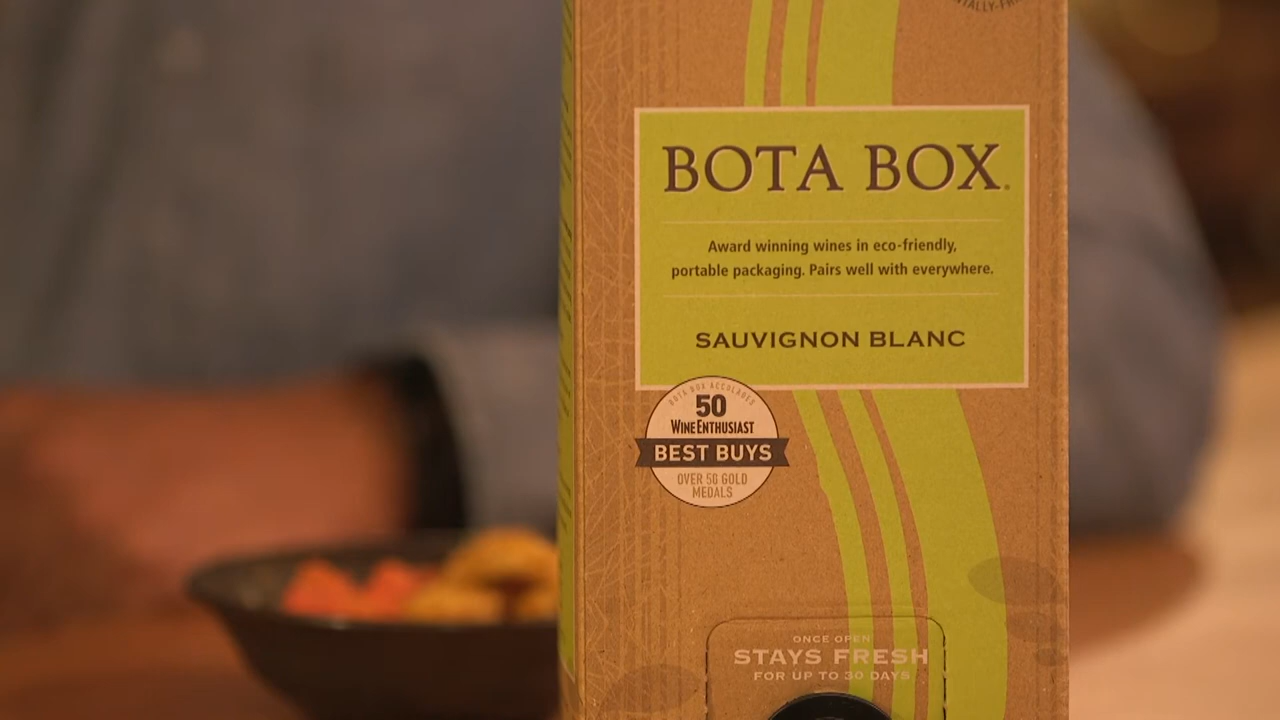 BOTA BOX.
Award winning wines in eco-friendly,
portable packaging. Pairs well with everywhere.
SAUVIGNON BLANC
BOTA BOX ACCOLADES
50
WINE ENTHUSIAST
BEST BUYS
OVER 50 GOLD
MEDALS
ONCE OPEN
STAYS FRESH
FOR UP TO 30 DAYS